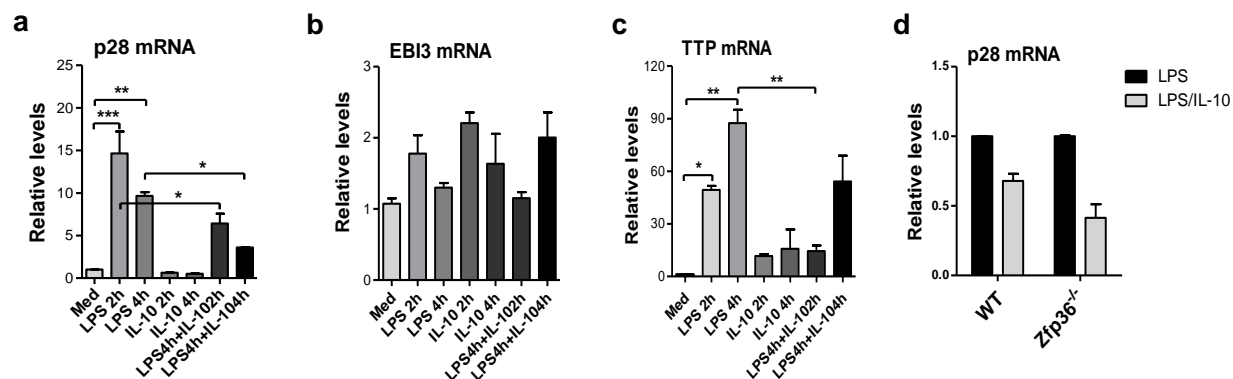 a
p28 mRNA
Relative levels
25
20
15
10
5
0
***
**
*
*
Med
LPS 2h
LPS 4h
IL-10 2h
IL-10 4h
LPS4h+IL-102h
LPS4h+IL-104h
b
EBI3 mRNA
Relative levels
3
2
1
0
Med
LPS 2h
LPS 4h
IL-10 2h
IL-10 4h
LPS4h+IL-102h
LPS4h+IL-104h
c
TTP mRNA
Relative levels
120
90
60
30
0
*
**
**
Med
LPS 2h
LPS 4h
IL-10 2h
IL-10 4h
LPS4h+IL-102h
LPS4h+IL-104h
d
p28 mRNA
Relative levels
1.5
1.0
0.5
0.0
WT
Zfp36-/-
LPS
LPS/IL-10